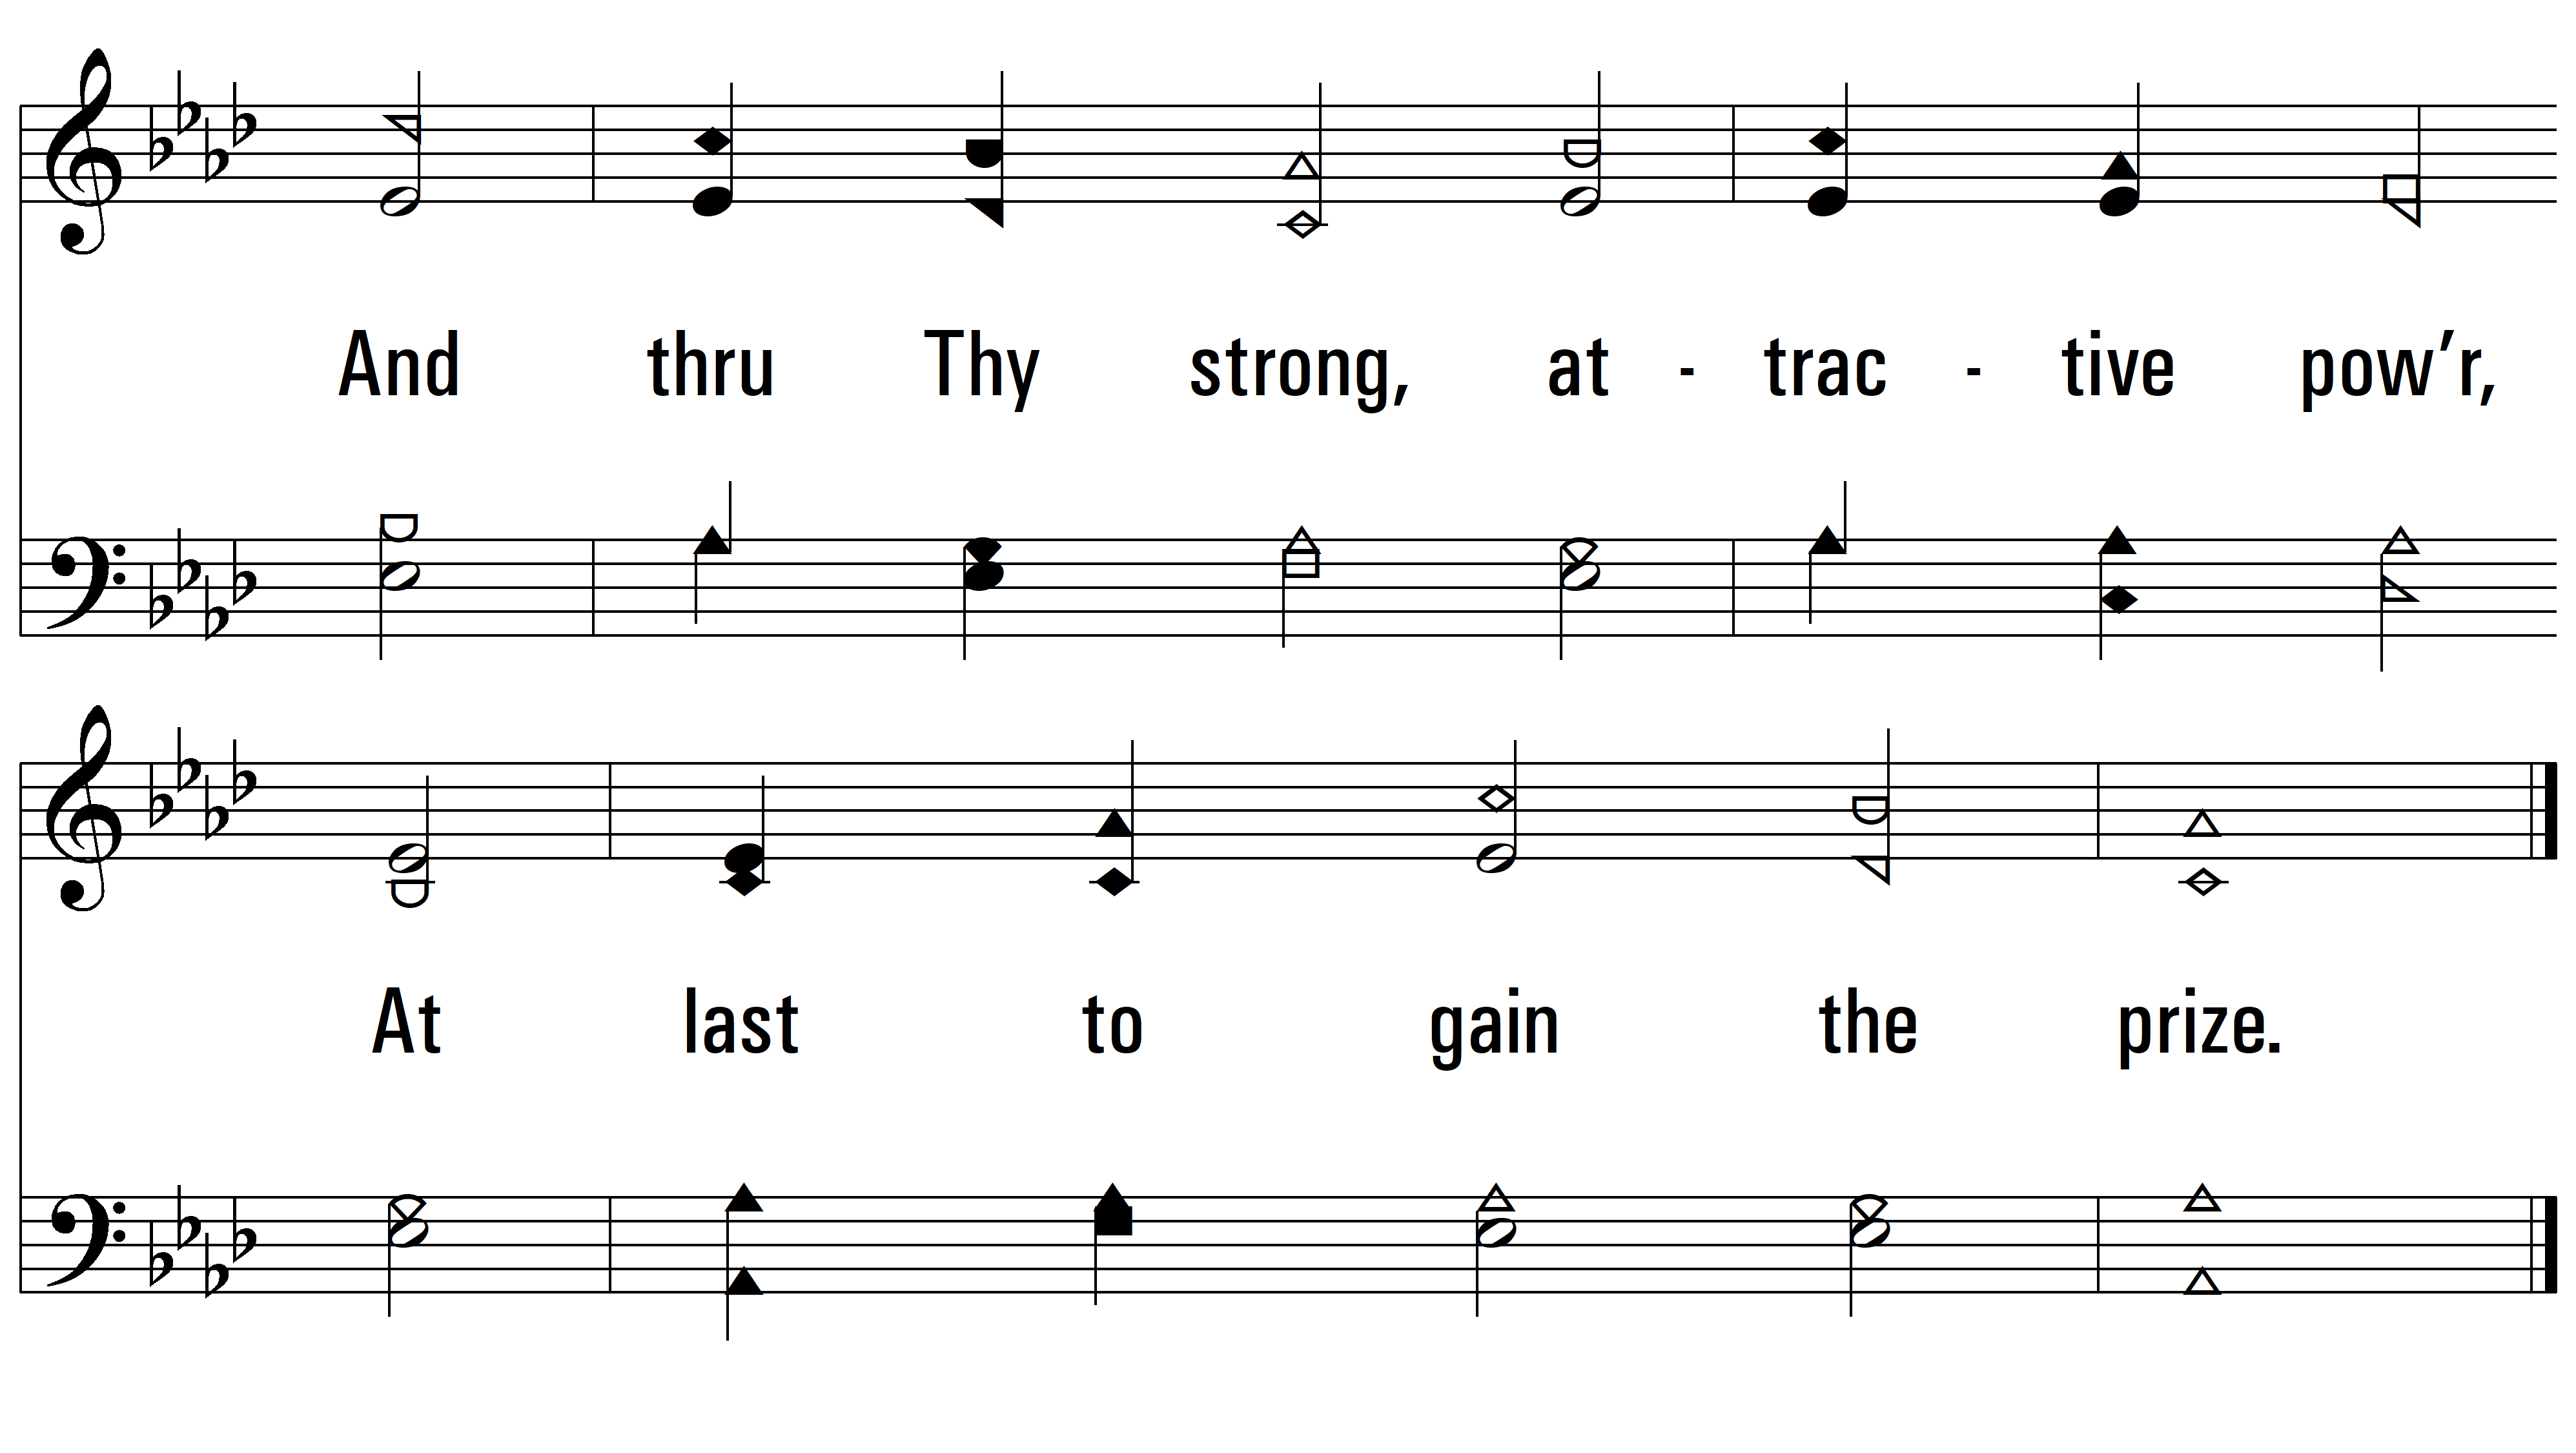 And thru Thy strong, at - trac - tive pow’r,
At last to gain the prize.